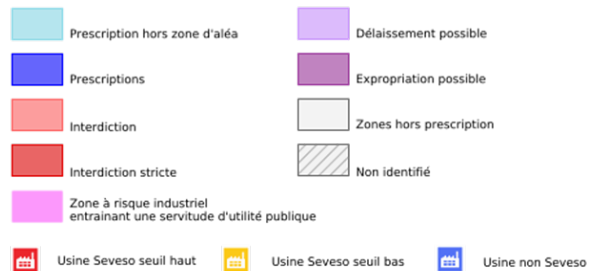 Prescription hors zone d'aléa
Délaissement possible
Prescriptions
Expropriation possible
Interdiction
Zones hors prescription
Interdiction stricte
Non identifié
Zone à risque industriel
entrainant une servitude d'utilité publique
Usine Seveso seuil haut
Usine Seveso seuil bas
Usine non Seveso